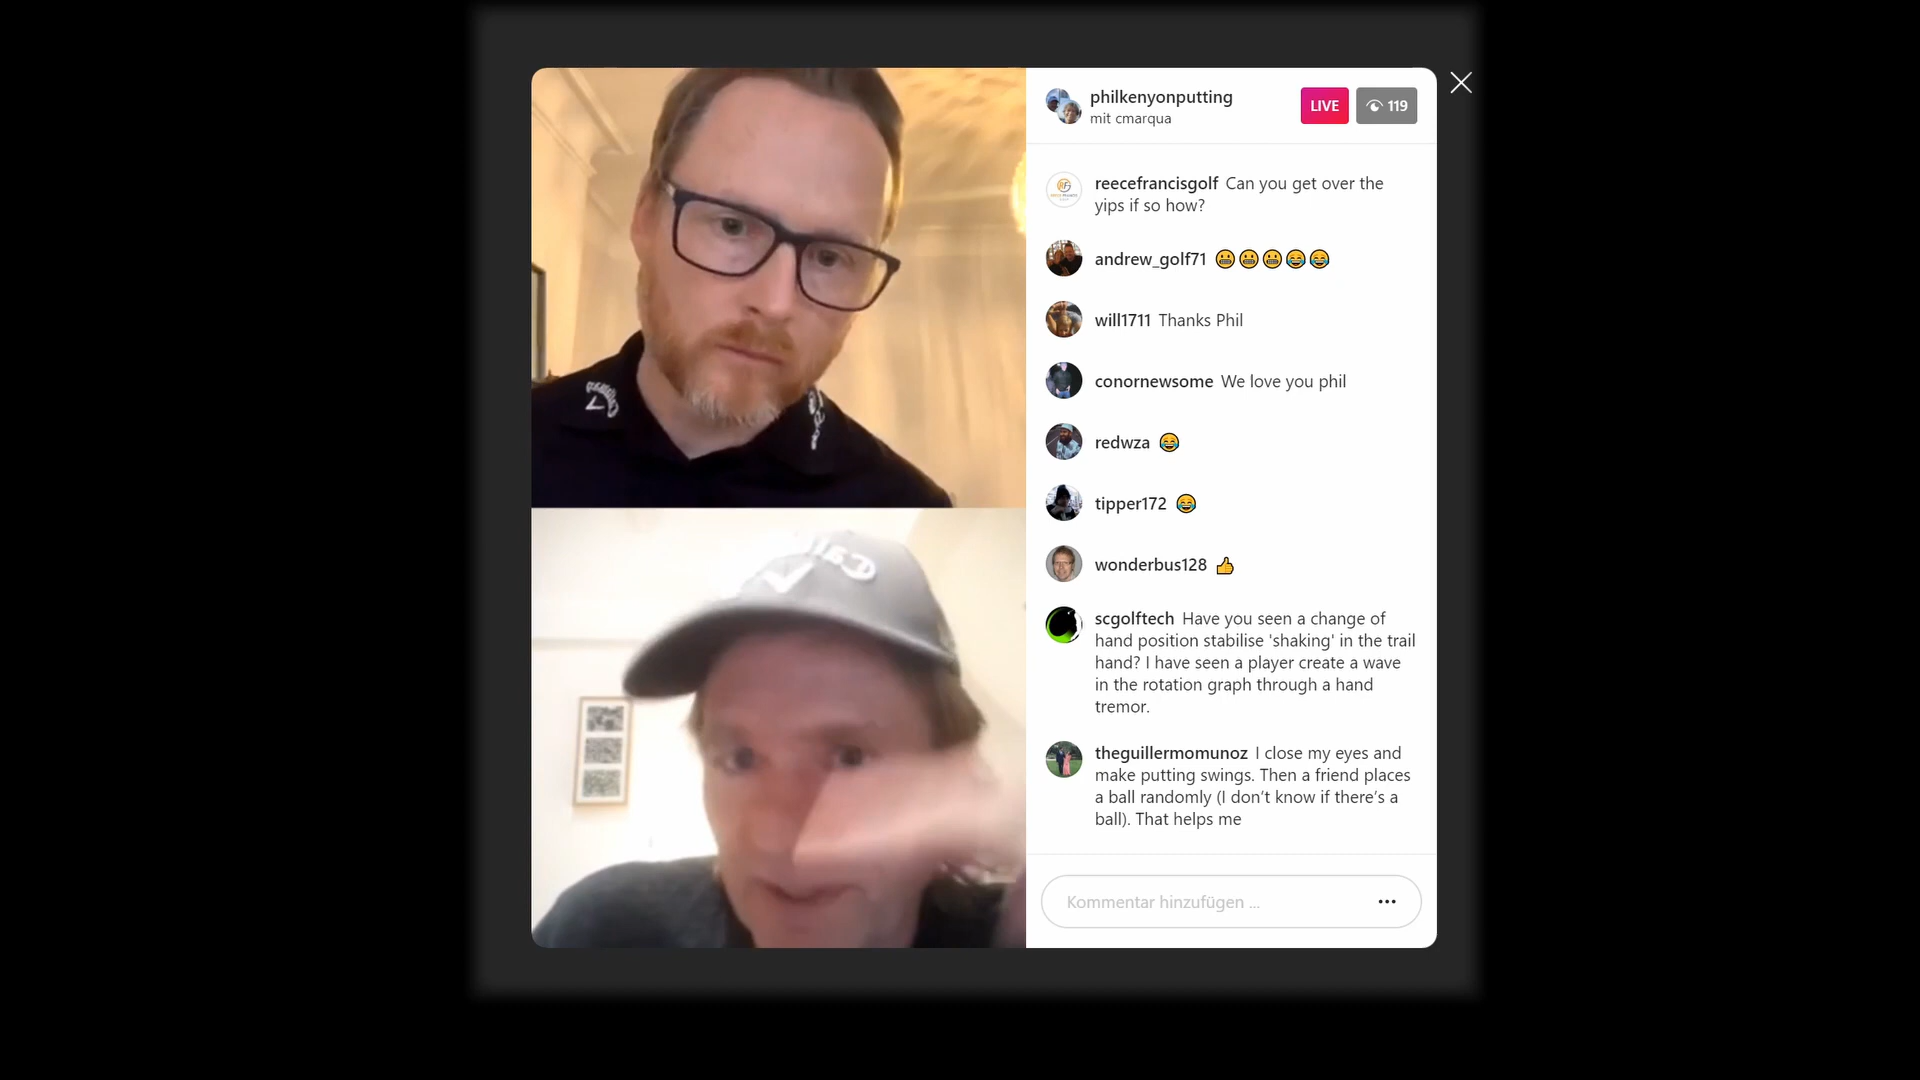 philkenyonputting
mit cmarqua
LIVE
119
reecefrancisgolf Can you get over the
yips if so how?
andrew_golf71 😬😬😬😂😂
will1711 Thanks Phil
conornewsome We love you phil
redwza 😂
tipper172 😂
wonderbus128 👍
scgolftech Have you seen a change of
hand position stabilise 'shaking' in the trail
hand? I have seen a player create a wave
in the rotation graph through a hand
tremor.
theguillermomunoz I close my eyes and
make putting swings. Then a friend places
a ball randomly (I don’t know if there’s a
ball). That helps me
Kommentar hinzufügen ...